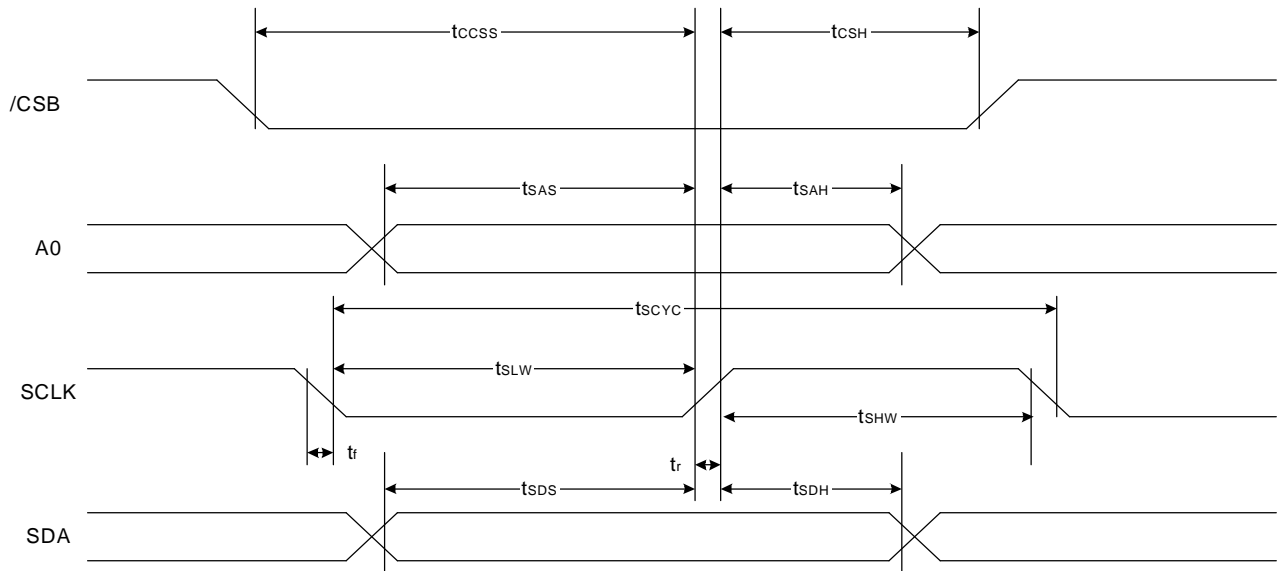 tCCSS
tCSH
/CSB
tSAS
tSAH
A0
tSCYC
tSLW
SCLK
tSHW
tf
tr
tSDS
tSDH
SDA